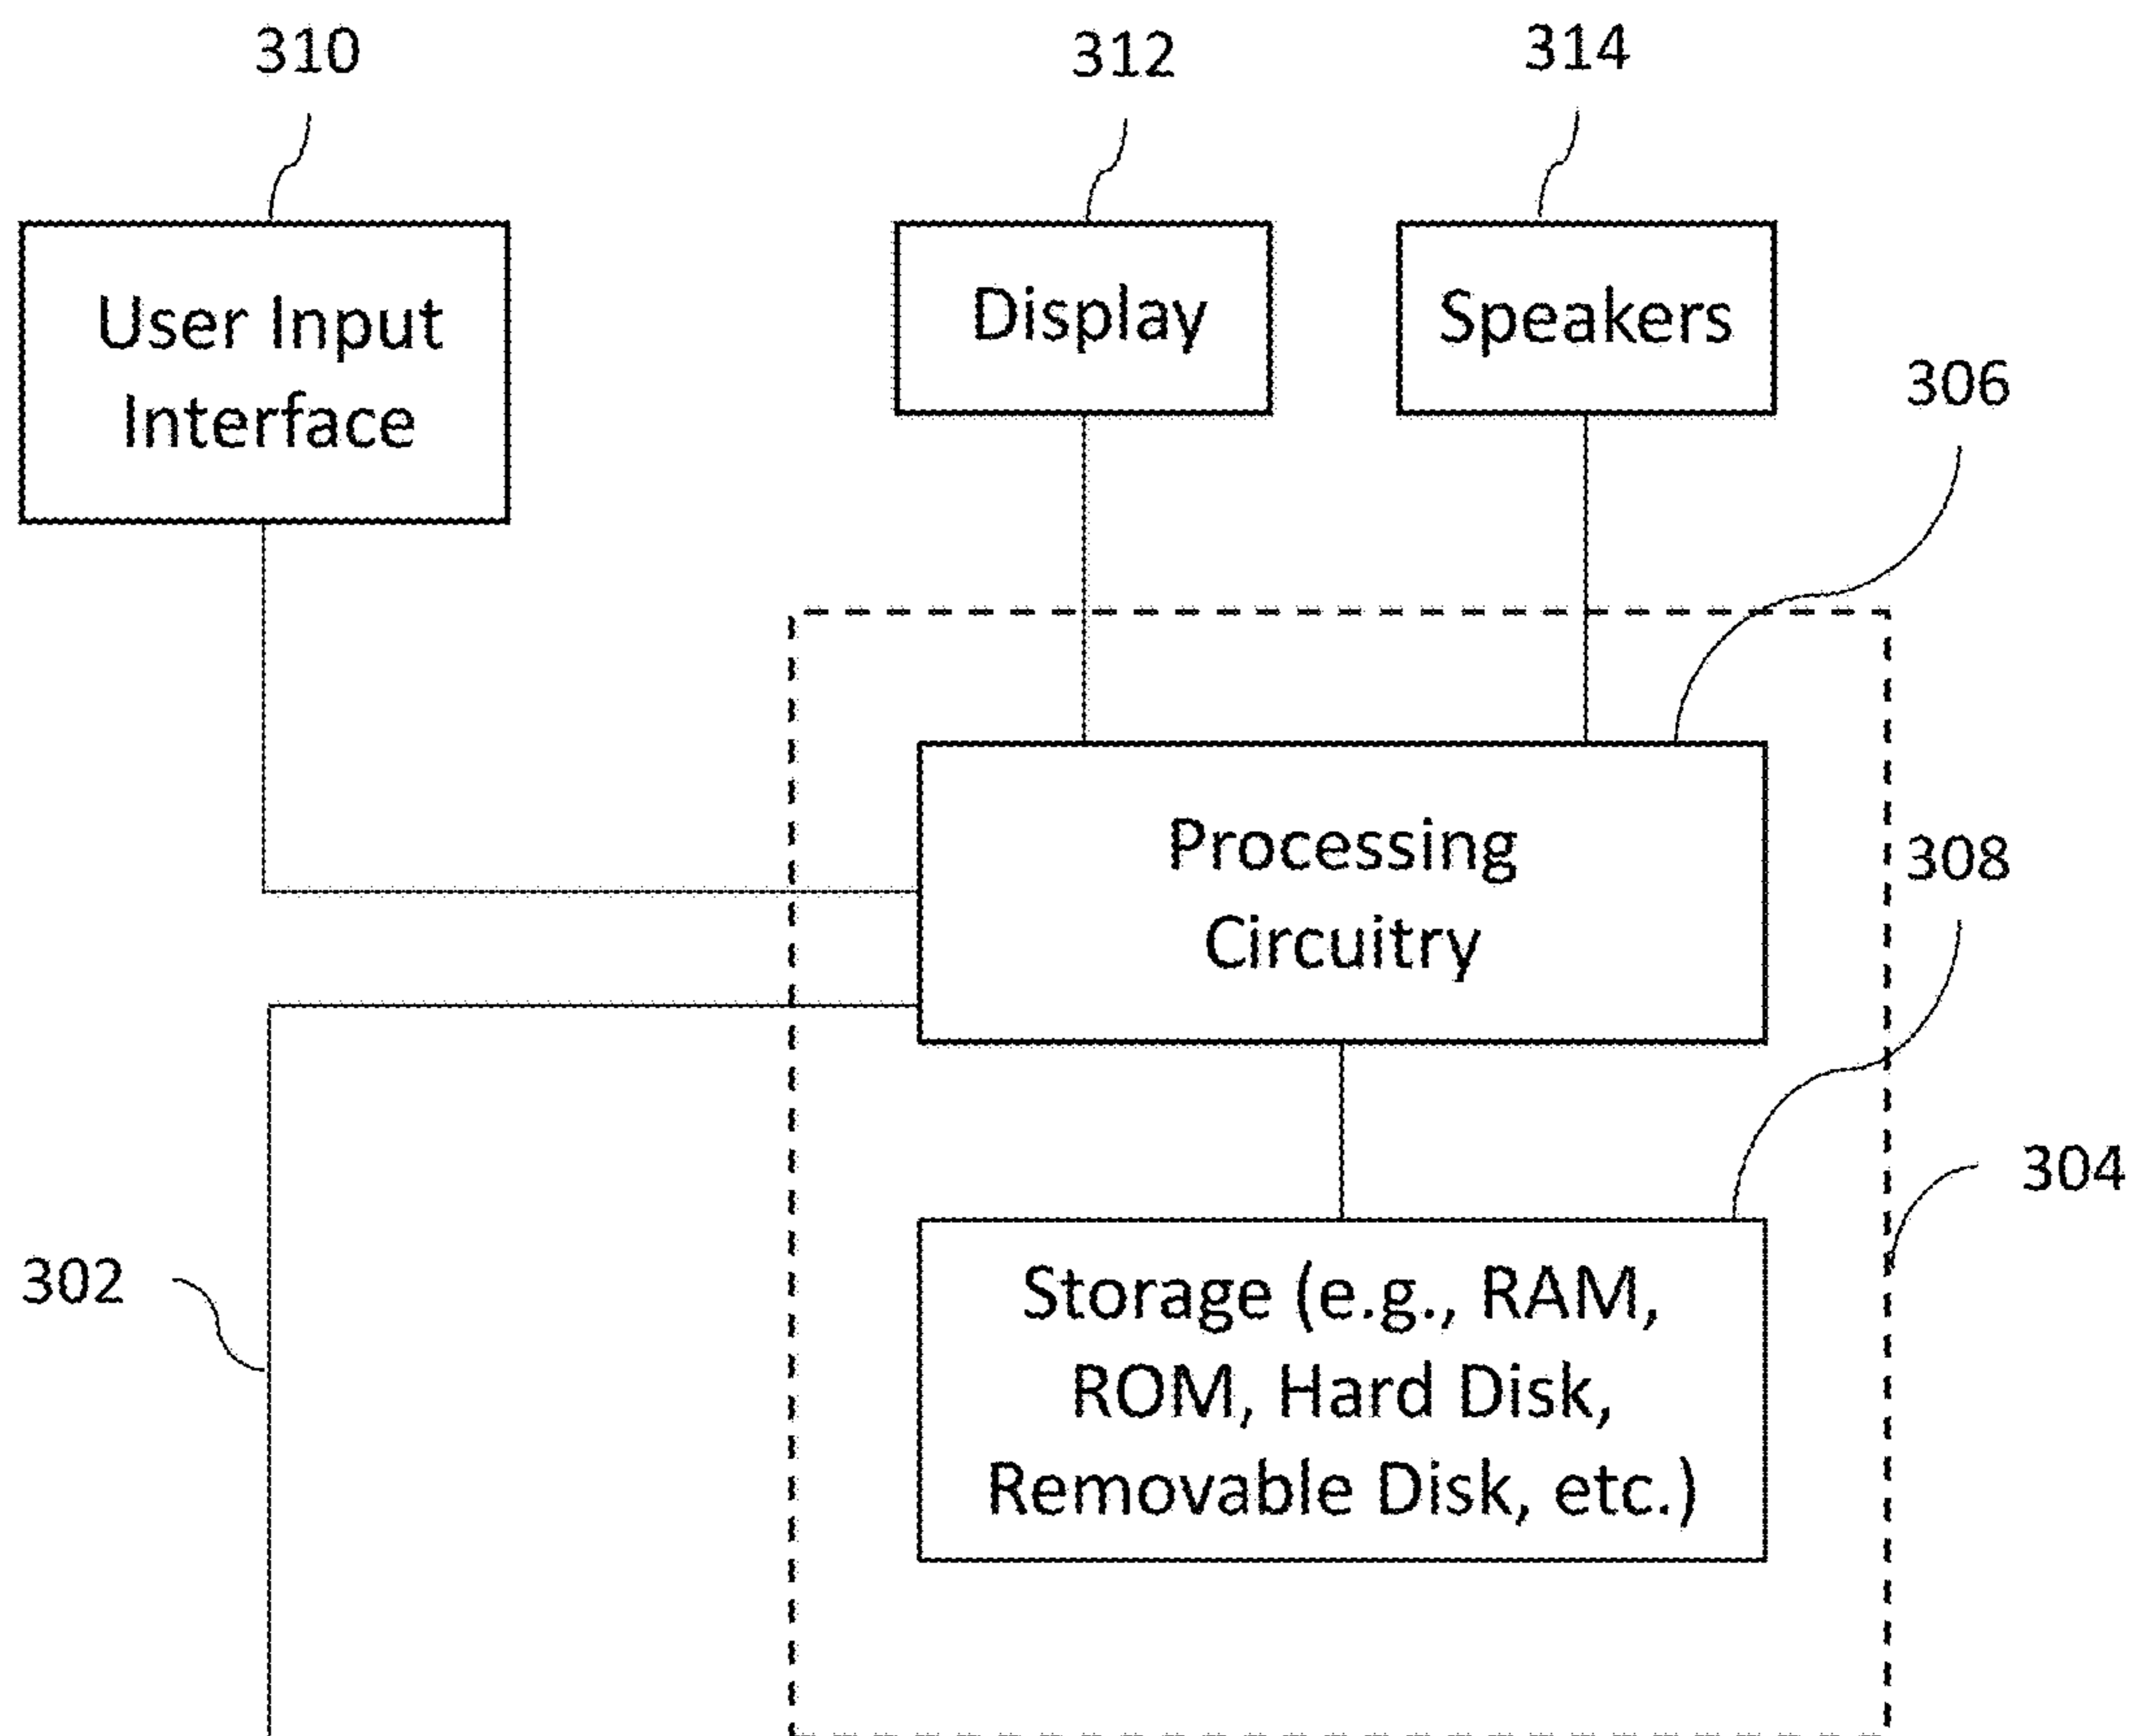 310
312
314
User Input
Interface
Display
Speakers
306
Processing
Circuitry
308
304
302
Storage (e.g., RAM,
ROM, Hard Disk,
Removable Disk, etc.)